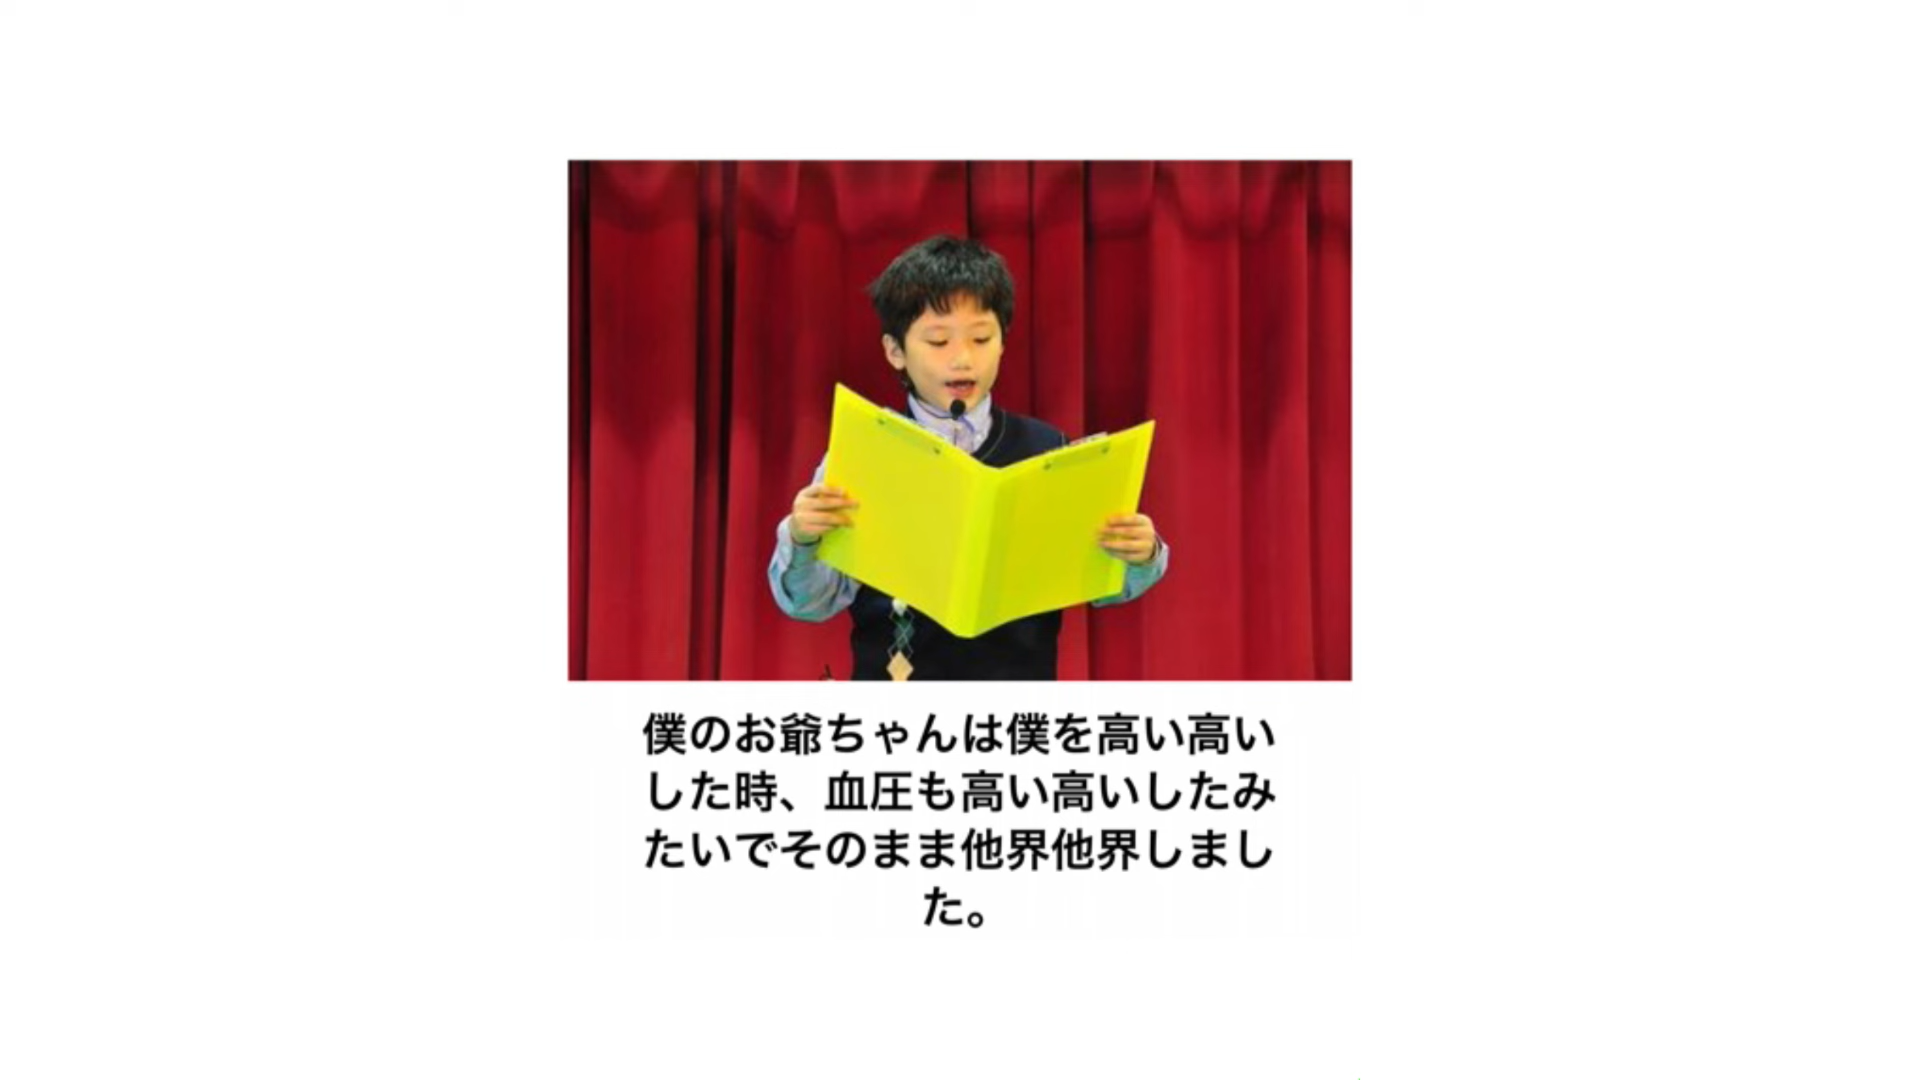 僕のお爺ちゃんは僕を高い高い
した時、血圧も高い高いしたみ
たいでそのまま他界他界しまし
た。